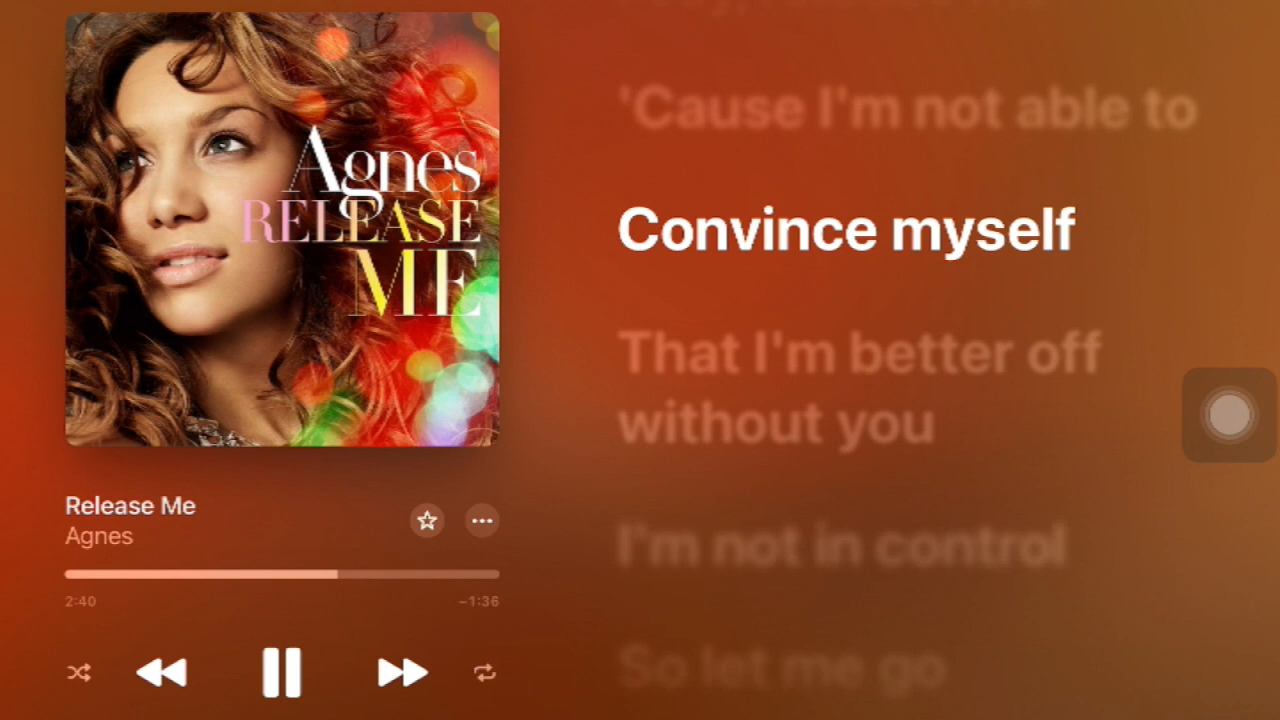 Agnes
RELEASE
ME
Release Me
Agnes
2:40
−1:36
'Cause I'm not able to
Convince myself
That I'm better off
without you
I'm not in control
So let me go